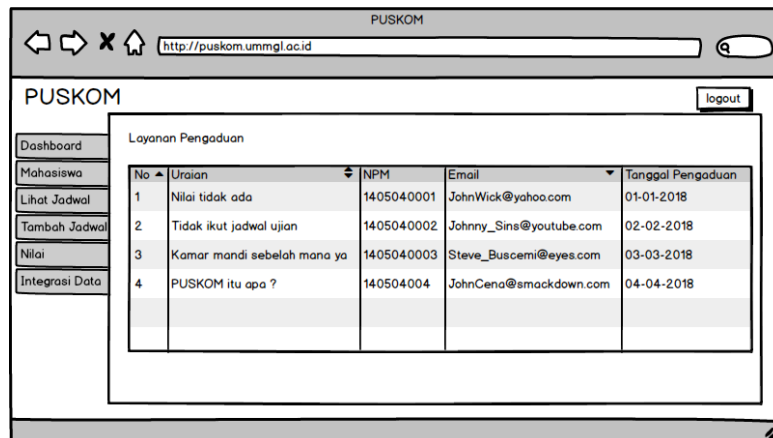 PUSKOM
http://puskom.ummgl.ac.id
PUSKOM
logout
Dashboard
Mahasiswa
Lihat Jadwal
Tambah Jadwal
Nilai
Integrasi Data
Layanan Pengaduan
No Uraian NPM Email Tanggal Pengaduan
1 Nilai tidak ada 1405040001 JohnWick@yahoo.com 01-01-2018
2 Tidak ikut jadwal ujian 1405040002 Johnny_Sins@youtube.com 02-02-2018
3 Kamar mandi sebelah mana ya 1405040003 Steve_Buscemi@eyes.com 03-03-2018
4 PUSKOM itu apa ? 140504004 JohnCena@smackdown.com 04-04-2018